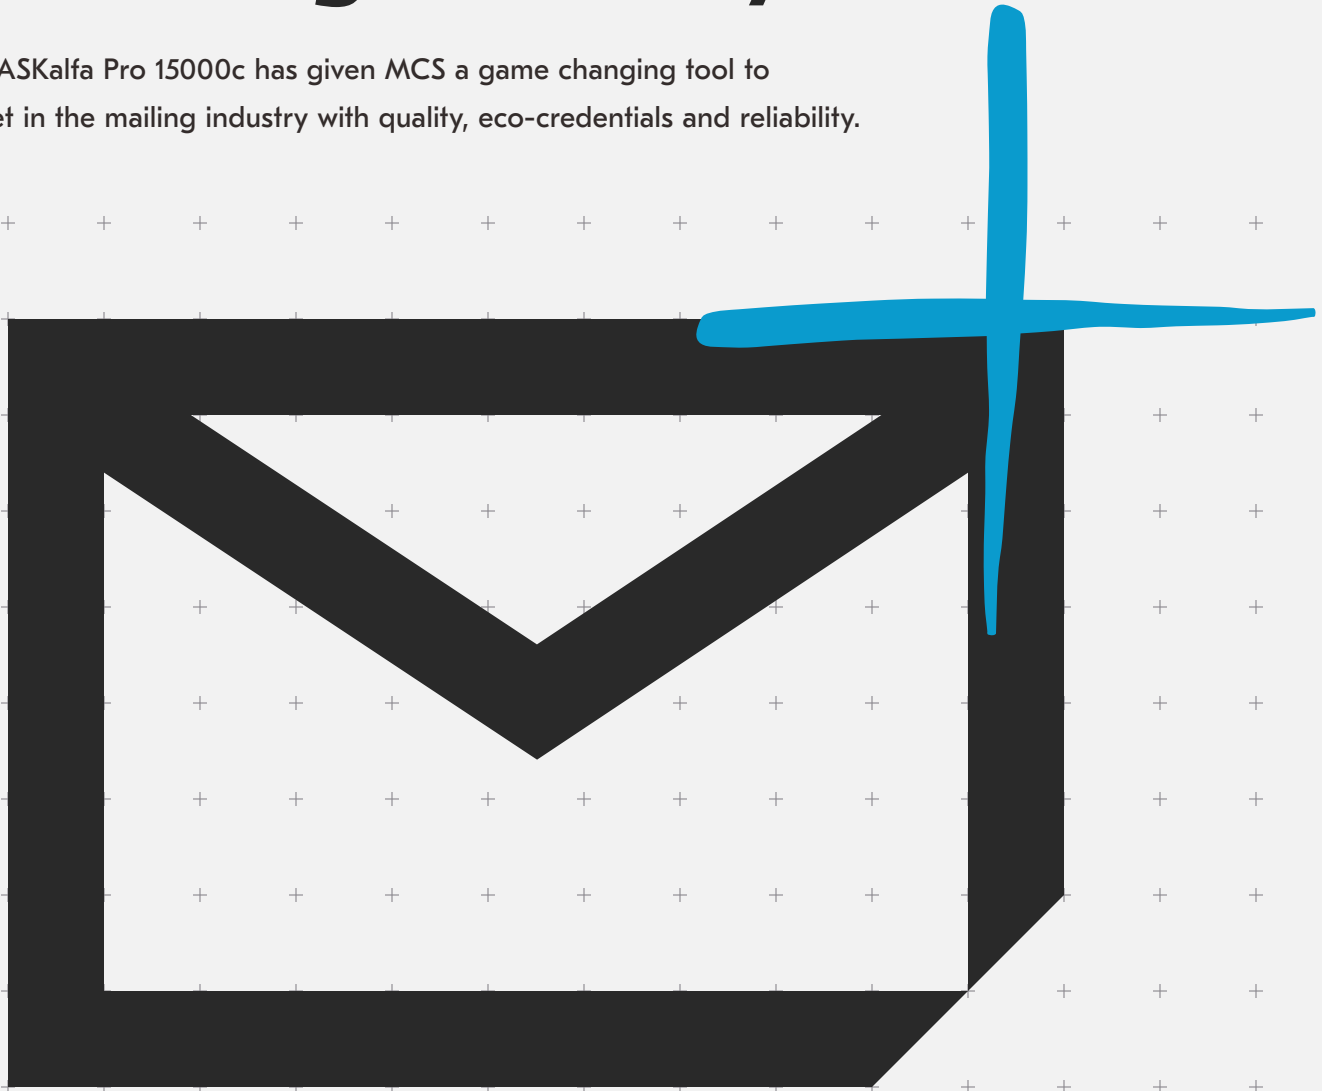 ASKalfa Pro 15000c has given MCS a game changing tool to
et in the mailing industry with quality, eco-credentials and reliability.